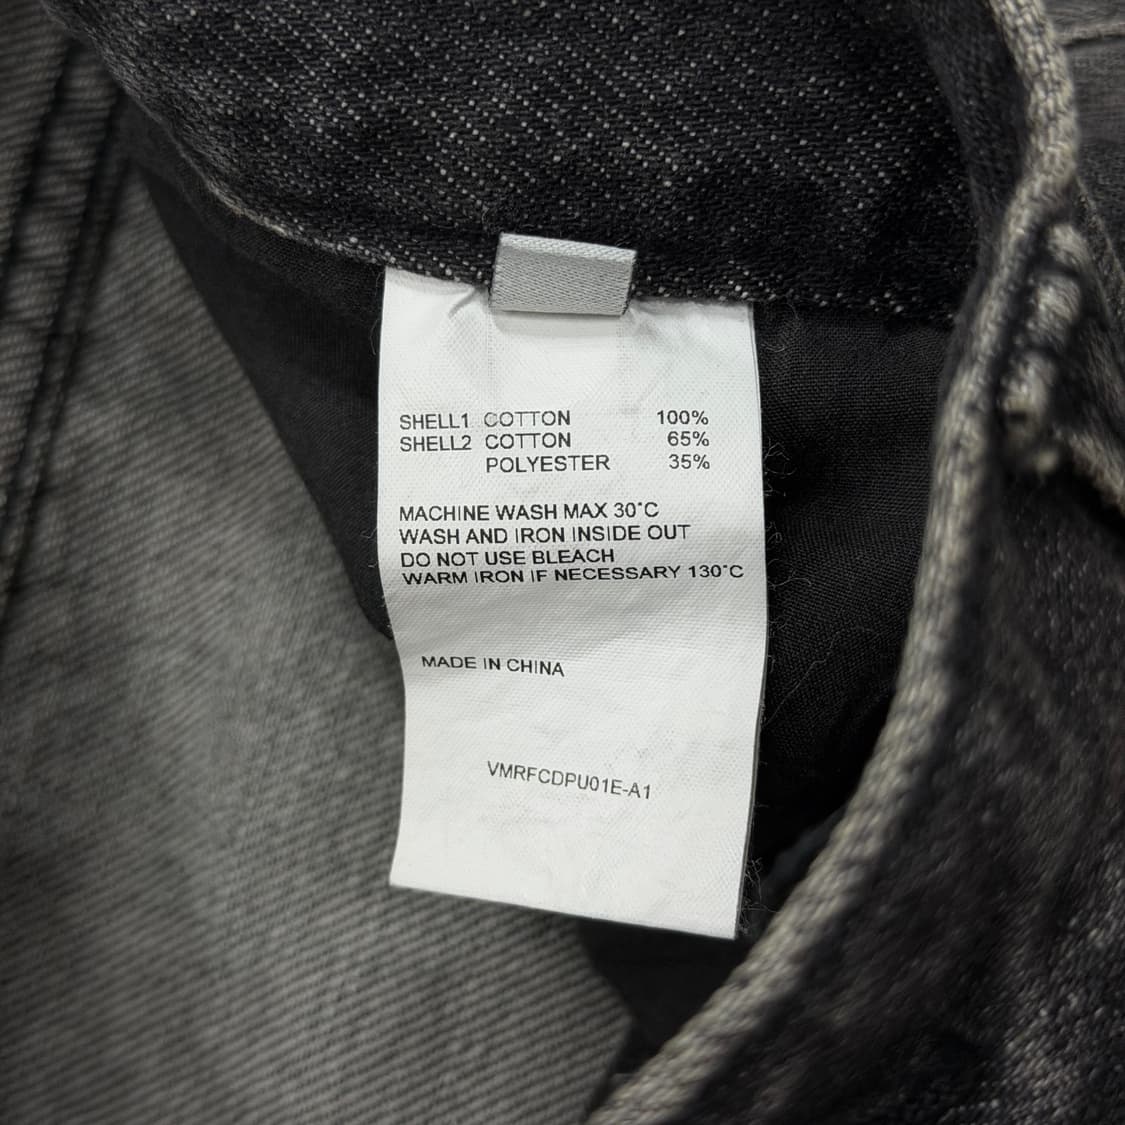 SHELL1 COTTON 100%
SHELL2 COTTON 65%
POLYESTER 35%
MACHINE WASH MAX 30°C
WASH AND IRON INSIDE OUT
DO NOT USE BLEACH
WARM IRON IF NECESSARY 130°C
MADE IN CHINA
VMRFCDPU01E-A1